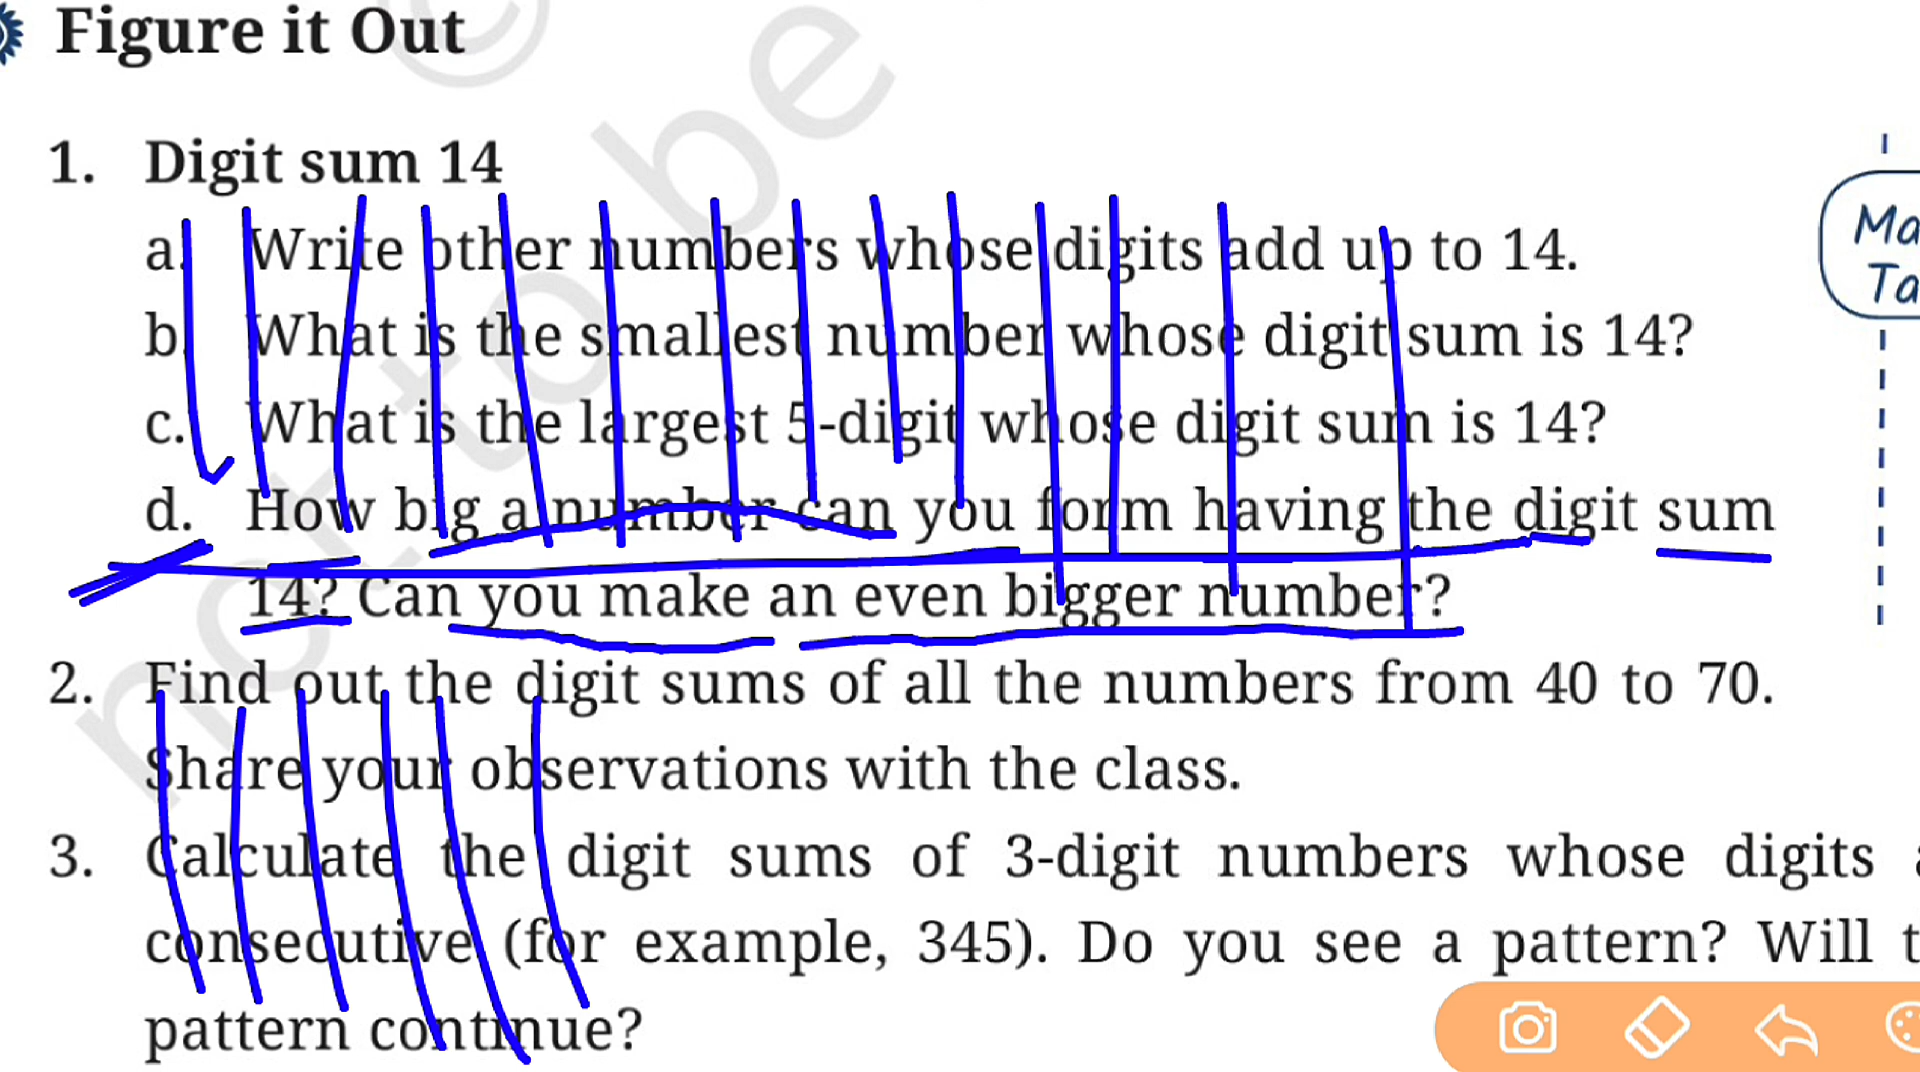 Figure it Out
1. Digit sum 14
a. Write other numbers whose digits add up to 14.
b. What is the smallest number whose digit sum is 14?
c. What is the largest 5-digit whose digit sum is 14?
d. How big a number can you form having the digit sum
14? Can you make an even bigger number?
2. Find out the digit sums of all the numbers from 40 to 70.
Share your observations with the class.
3. Calculate the digit sums of 3-digit numbers whose digits
consecutive (for example, 345). Do you see a pattern? Will
pattern continue?
not to be
©